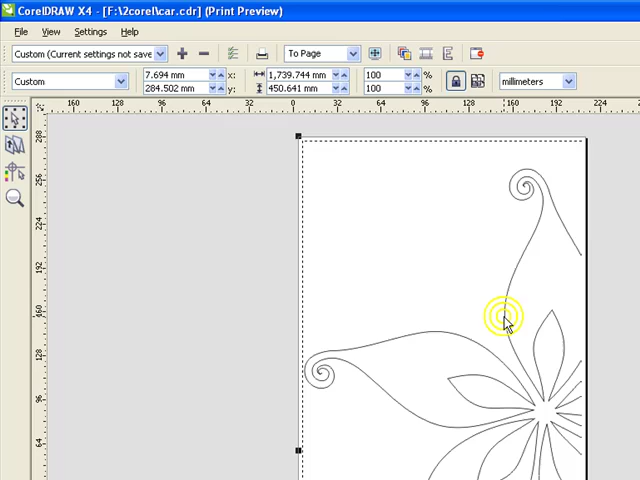 CorelDRAW X4 - [F:\2corel\car.cdr] (Print Preview)
File View Settings Help
Custom (Current settings not save To Page
Custom 7.694 mm x: 1,739.744 mm 100 % millimeters
284.502 mm y: 450.641 mm 100 %
160 128 96 64 32 0 32 64 96 128 160 192 224
288
256
224
192
160
128
96
64